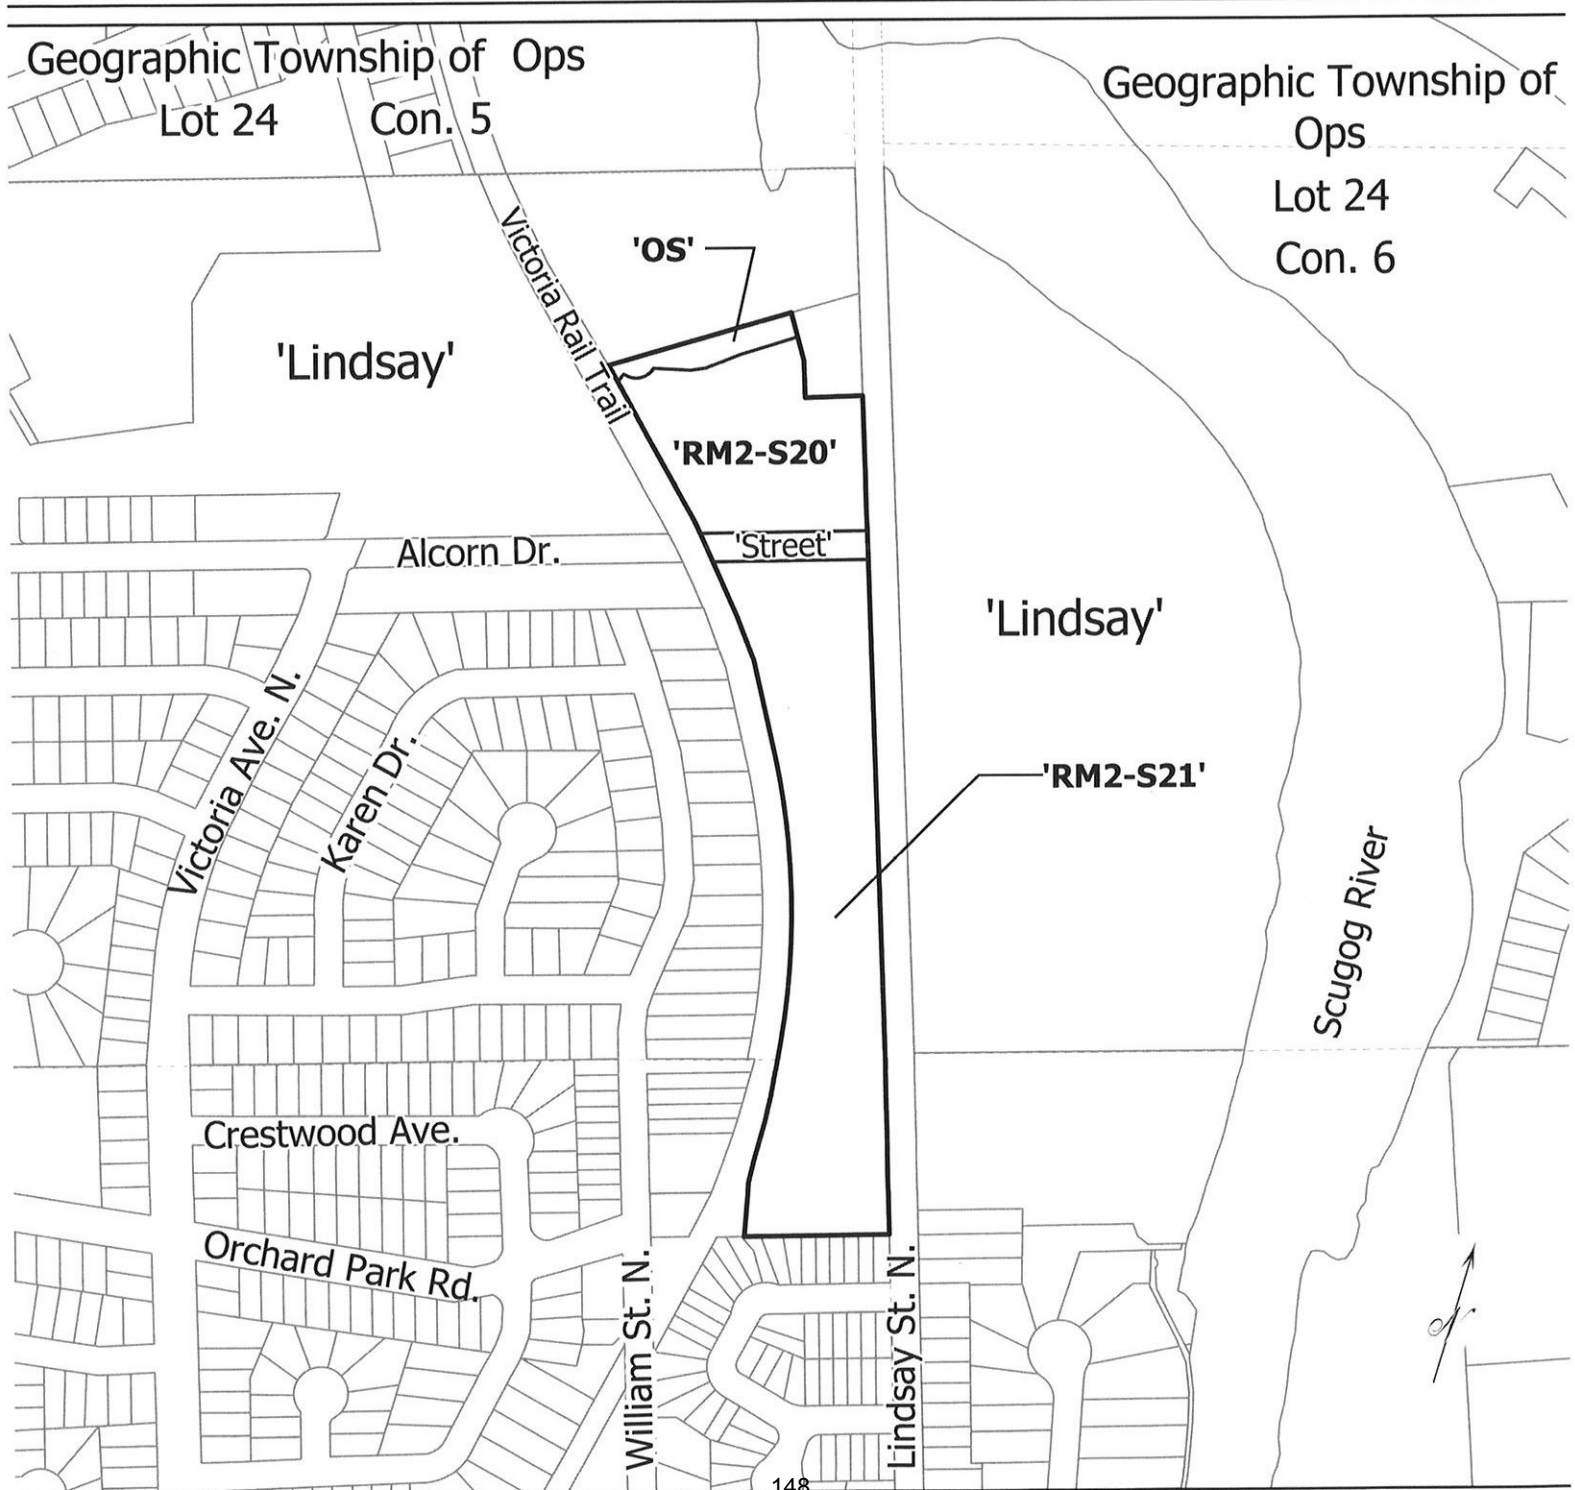 Geographic Township of Ops
Lot 24 Con. 5
Geographic Township of
Ops
Lot 24
Con. 6
Victoria Rail Trail
'OS'
'Lindsay'
'RM2-S20'
Alcorn Dr.
'Street'
'Lindsay'
Victoria Ave. N.
Karen Dr.
'RM2-S21'
Scugog River
Crestwood Ave.
Orchard Park Rd.
William St. N.
Lindsay St. N.
148